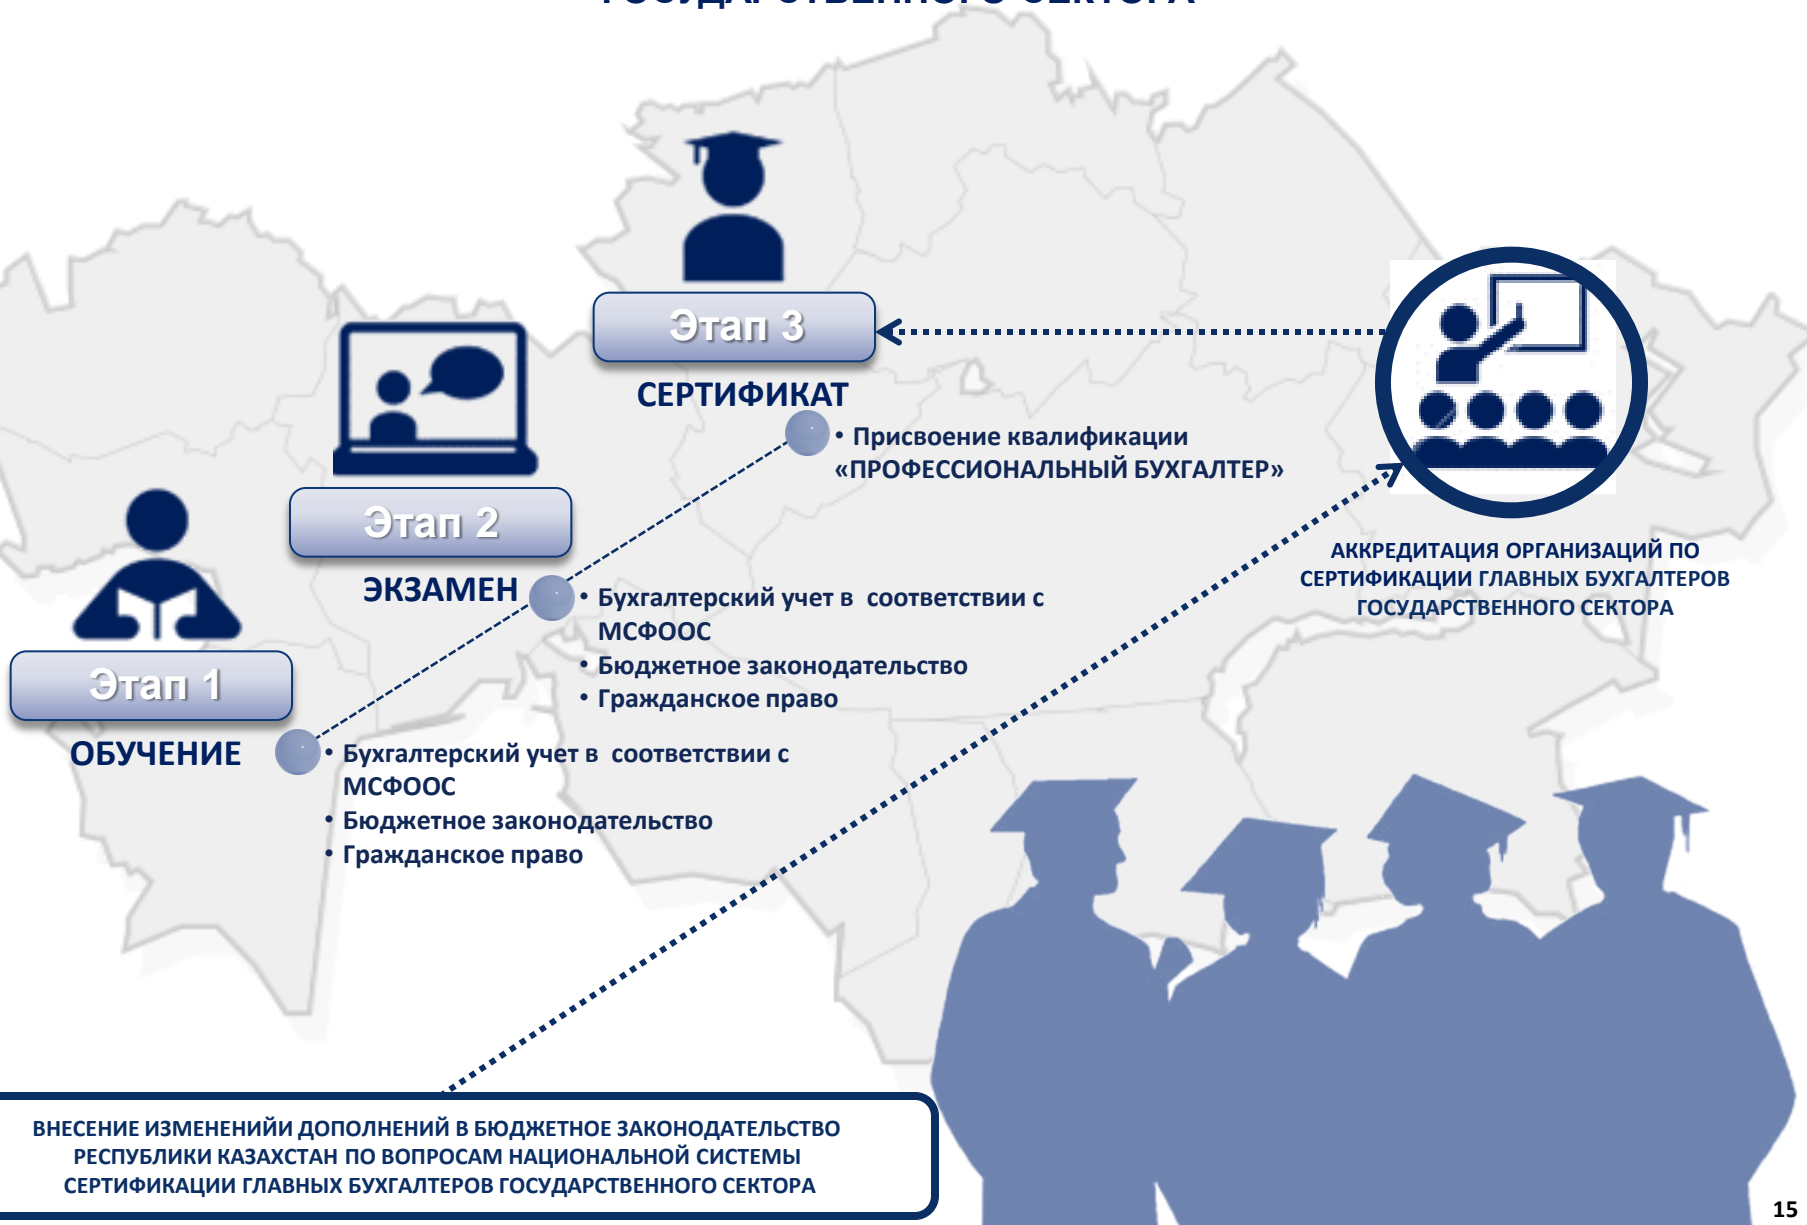 ГОСУДАРСТВЕННОГО СЕКТОРА
Этап 3
СЕРТИФИКАТ
• Присвоение квалификации
«ПРОФЕССИОНАЛЬНЫЙ БУХГАЛТЕР»
Этап 2
ЭКЗАМЕН
• Бухгалтерский учет в соответствии с
МСФООС
• Бюджетное законодательство
• Гражданское право
Этап 1
ОБУЧЕНИЕ
• Бухгалтерский учет в соответствии с
МСФООС
• Бюджетное законодательство
• Гражданское право
АККРЕДИТАЦИЯ ОРГАНИЗАЦИЙ ПО
СЕРТИФИКАЦИИ ГЛАВНЫХ БУХГАЛТЕРОВ
ГОСУДАРСТВЕННОГО СЕКТОРА
ВНЕСЕНИЕ ИЗМЕНЕНИЙИ ДОПОЛНЕНИЙ В БЮДЖЕТНОЕ ЗАКОНОДАТЕЛЬСТВО
РЕСПУБЛИКИ КАЗАХСТАН ПО ВОПРОСАМ НАЦИОНАЛЬНОЙ СИСТЕМЫ
СЕРТИФИКАЦИИ ГЛАВНЫХ БУХГАЛТЕРОВ ГОСУДАРСТВЕННОГО СЕКТОРА
15